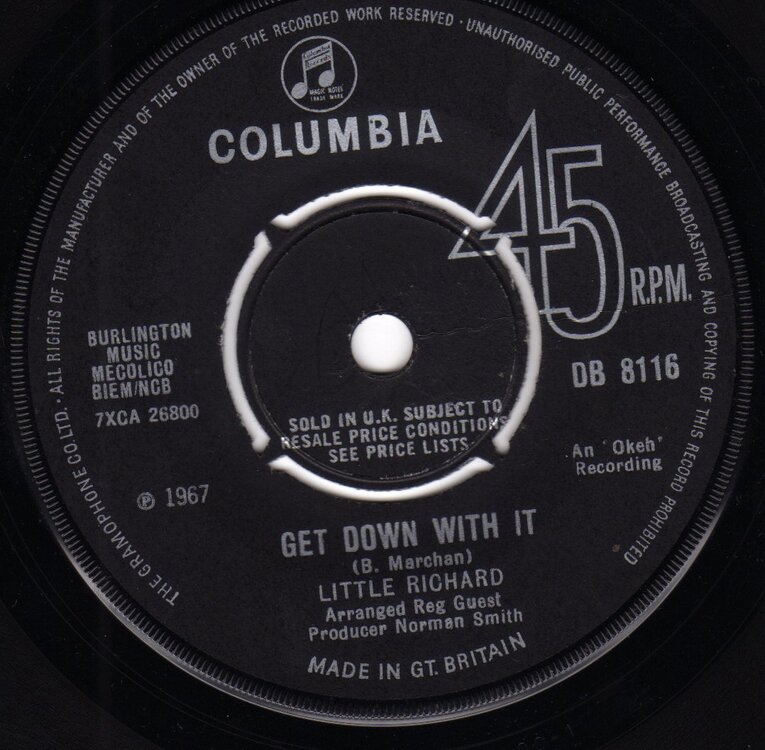 THE GRAMOPHONE CO. LTD. · ALL RIGHTS OF THE MANUFACTURER AND OF THE OWNER OF THE RECORDED WORK RESERVED · UNAUTHORISED PUBLIC PERFORMANCE BROADCASTING AND COPYING OF THIS RECORD PROHIBITED
Columbia
Records
MAGIC NOTES
TRADE MARK
COLUMBIA
45
R.P.M.
BURLINGTON
MUSIC
MECOLICO
BIEM/NCB
7XCA 26800
DB 8116
SOLD IN U.K. SUBJECT TO
RESALE PRICE CONDITIONS
SEE PRICE LISTS
An "Okeh"
Recording
℗ 1967
GET DOWN WITH IT
(B. Marchan)
LITTLE RICHARD
Arranged Reg Guest
Producer Norman Smith
MADE IN GT. BRITAIN